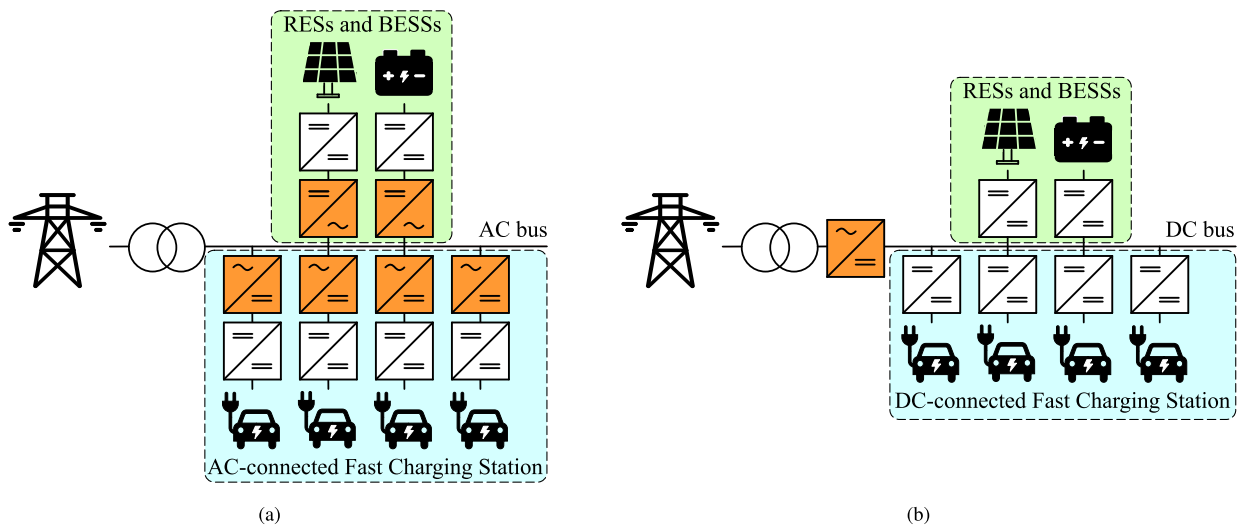 RESs and BESSs
AC bus
AC-connected Fast Charging Station
(a)
RESs and BESSs
DC bus
DC-connected Fast Charging Station
(b)